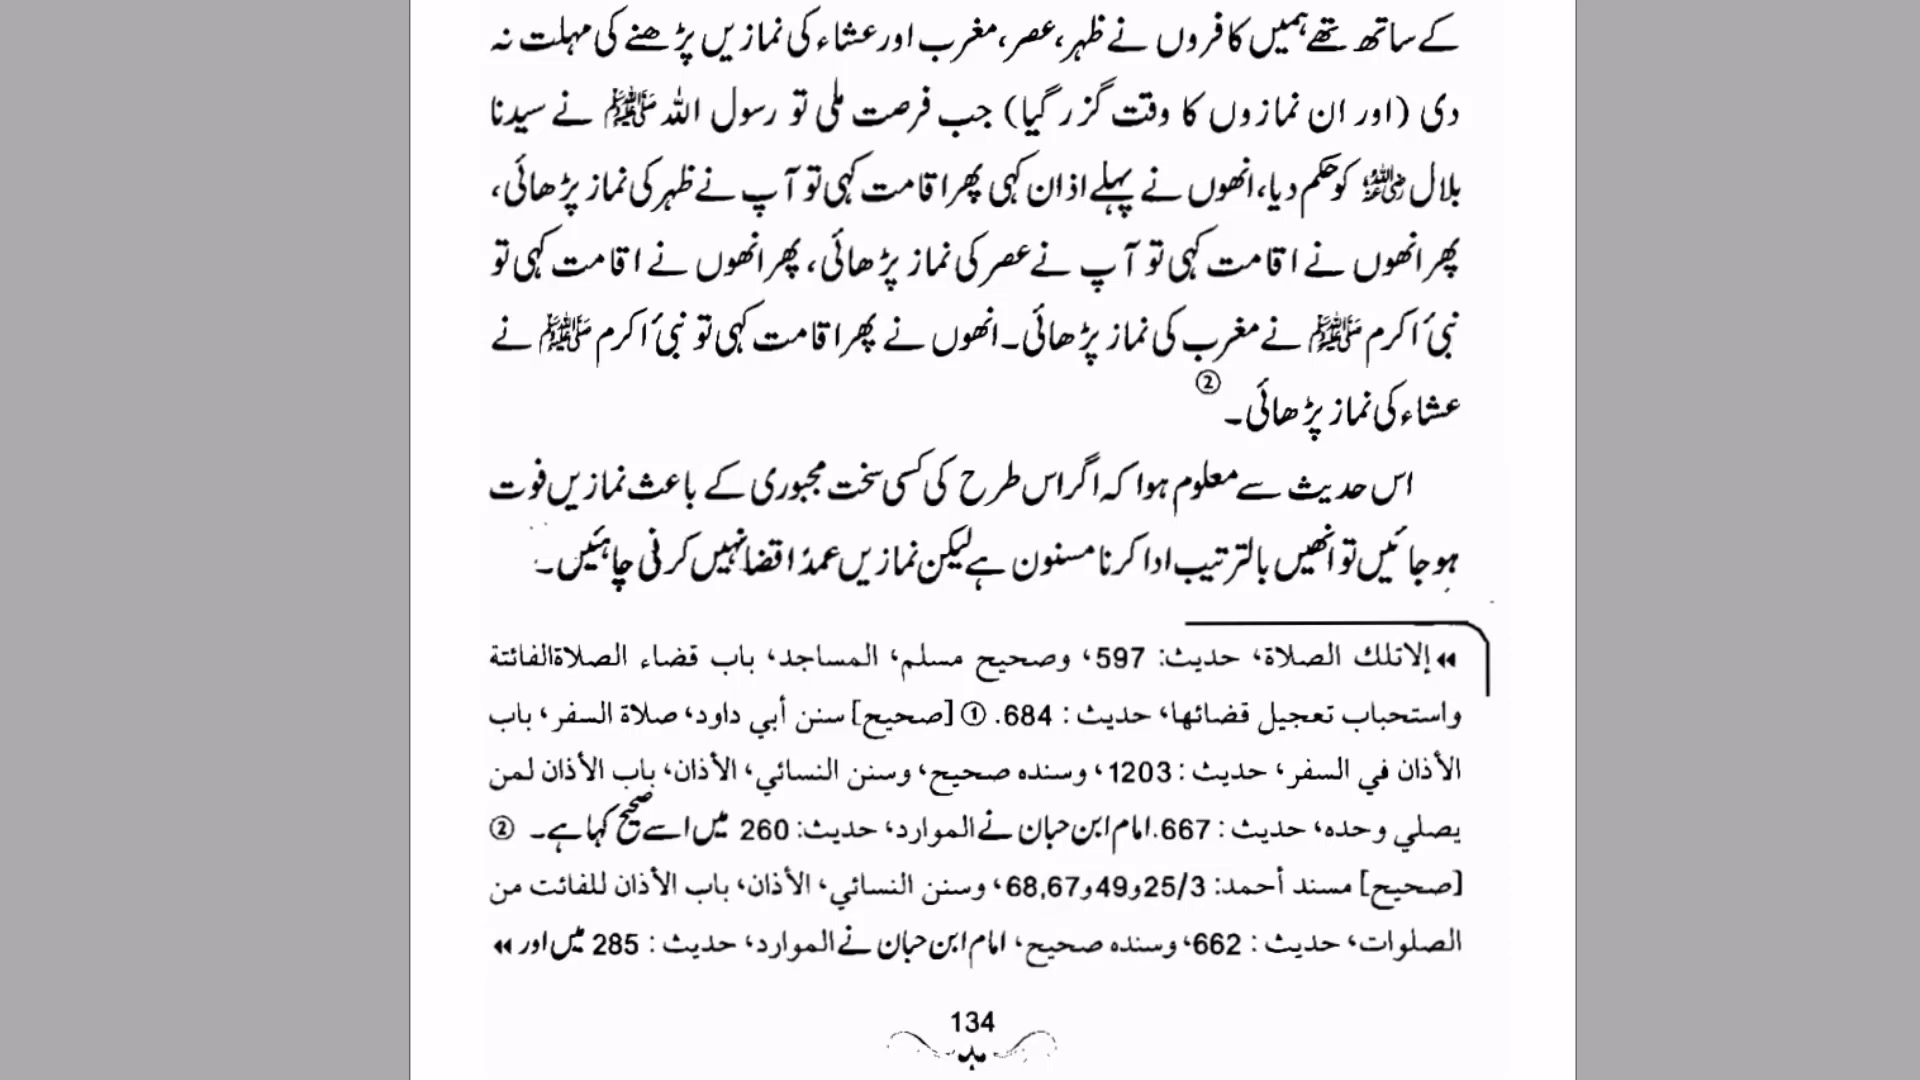 کے ساتھ تھے ہمیں کافروں نے ظہر، عصر، مغرب اور عشاء کی نمازیں پڑھنے کی مہلت نہ
دی (اور ان نمازوں کا وقت گزر گیا) جب فرصت ملی تو رسول اللہ ﷺ نے سیدنا
بلال رضی اللہ عنہ کو حکم دیا، انھوں نے پہلے اذان کہی پھر اقامت کہی تو آپ نے ظہر کی نماز پڑھائی،
پھر انھوں نے اقامت کہی تو آپ نے عصر کی نماز پڑھائی، پھر انھوں نے اقامت کہی تو
نبیٔ اکرم ﷺ نے مغرب کی نماز پڑھائی۔ انھوں نے پھر اقامت کہی تو نبیٔ اکرم ﷺ نے
عشاء کی نماز پڑھائی۔ ②
اس حدیث سے معلوم ہوا کہ اگر اس طرح کی کسی سخت مجبوری کے باعث نمازیں فوت
ہو جائیں تو انھیں بالترتیب ادا کرنا مسنون ہے لیکن نمازیں عمدًا قضا نہیں کرنی چاہئیں۔
◂◂ إلا تلك الصلاة، حديث: 597، وصحيح مسلم، المساجد، باب قضاء الصلاة الفائتة
واستحباب تعجيل قضائها، حديث : 684. ① [صحيح] سنن أبي داود، صلاة السفر، باب
الأذان في السفر، حديث : 1203، وسنده صحيح، وسنن النسائي، الأذان، باب الأذان لمن
يصلي وحده، حديث : 667. امام ابن حبان نے الموارد، حديث: 260 میں اسے صحیح کہا ہے۔ ②
[صحيح] مسند أحمد: 25/3 و49 و68,67، وسنن النسائي، الأذان، باب الأذان للفائت من
الصلوات، حديث : 662، وسنده صحيح، امام ابن حبان نے الموارد، حديث : 285 میں اور ◂◂
134